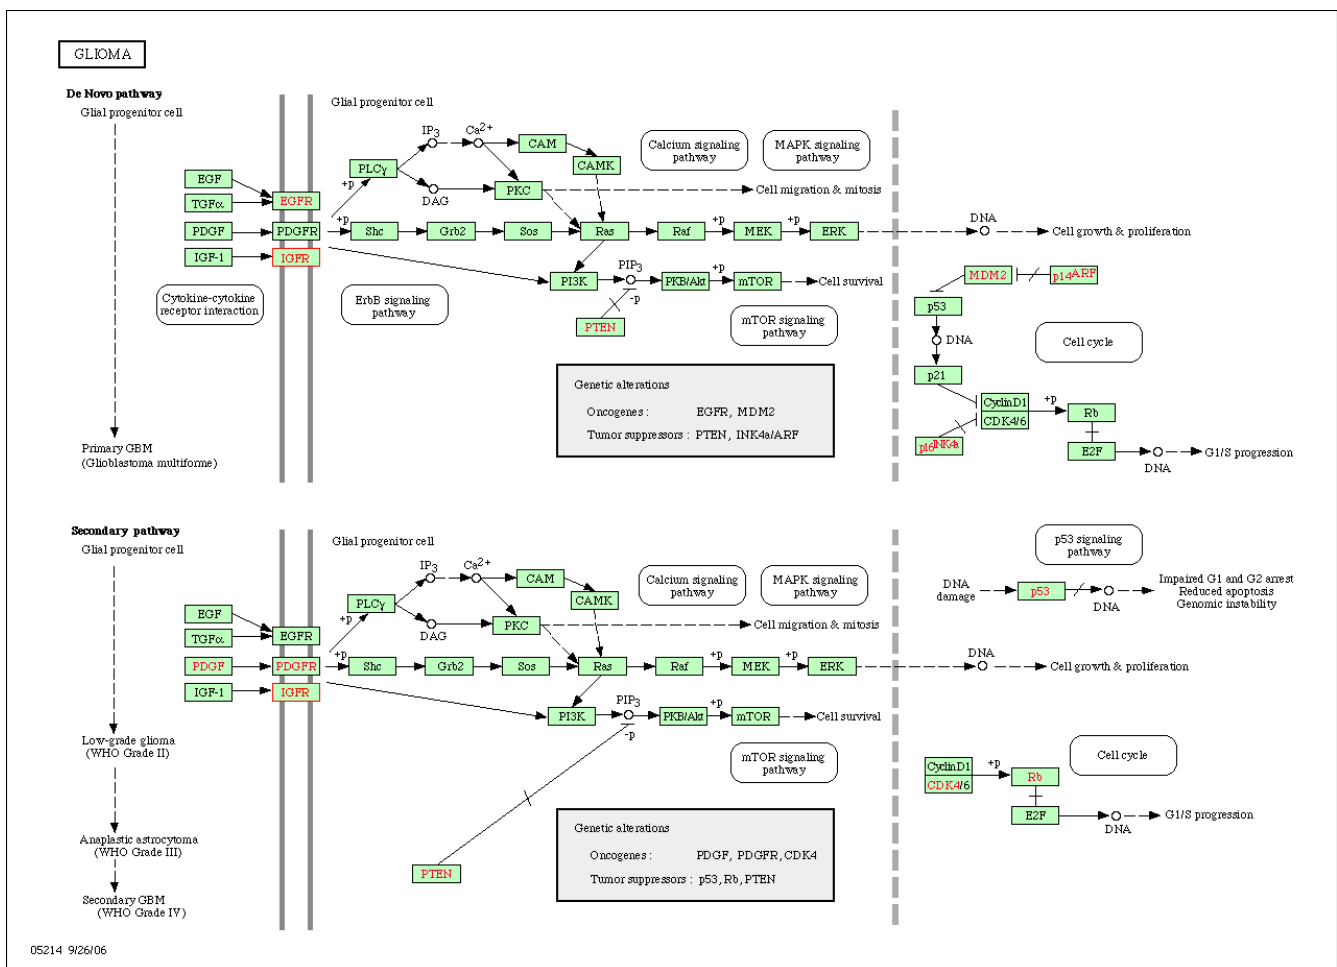 GLIOMA
De Novo pathway
Glial progenitor cell
Glial progenitor cell
IP3
Ca2+
CAM
Calcium signaling
pathway
MAPK signaling
pathway
PLCγ
CAMK
EGF
+p
DAG
PKC
Cell migration & mitosis
TGFα
EGFR
PDGF
PDGFR
+p
Shc
Grb2
Sos
Ras
Raf
+p
MEK
+p
ERK
DNA
Cell growth & proliferation
IGF-1
IGFR
PI3K
PIP3
-p
PKB/Akt
+p
mTOR
Cell survival
MDM2
p14ARF
Cytokine-cytokine
receptor interaction
ErbB signaling
pathway
PTEN
mTOR signaling
pathway
p53
DNA
Cell cycle
p21
Genetic alterations
Oncogenes : EGFR, MDM2
Tumor suppressors : PTEN, INK4a/ARF
CyclinD1
CDK4/6
+p
Rb
p16INK4a
E2F
DNA
G1/S progression
Primary GBM
(Glioblastoma multiforme)
Secondary pathway
Glial progenitor cell
Glial progenitor cell
IP3
Ca2+
CAM
Calcium signaling
pathway
MAPK signaling
pathway
p53 signaling
pathway
PLCγ
CAMK
DNA
damage
p53
DNA
Impaired G1 and G2 arrest
Reduced apoptosis
Genomic instability
EGF
+p
DAG
PKC
Cell migration & mitosis
TGFα
EGFR
PDGF
PDGFR
+p
Shc
Grb2
Sos
Ras
Raf
+p
MEK
+p
ERK
DNA
Cell growth & proliferation
IGF-1
IGFR
PI3K
PIP3
-p
PKB/Akt
+p
mTOR
Cell survival
Low-grade glioma
(WHO Grade II)
mTOR signaling
pathway
CyclinD1
CDK4/6
+p
Rb
Cell cycle
E2F
DNA
G1/S progression
Anaplastic astrocytoma
(WHO Grade III)
PTEN
Genetic alterations
Oncogenes : PDGF, PDGFR, CDK4
Tumor suppressors : p53, Rb, PTEN
Secondary GBM
(WHO Grade IV)
05214 9/26/06